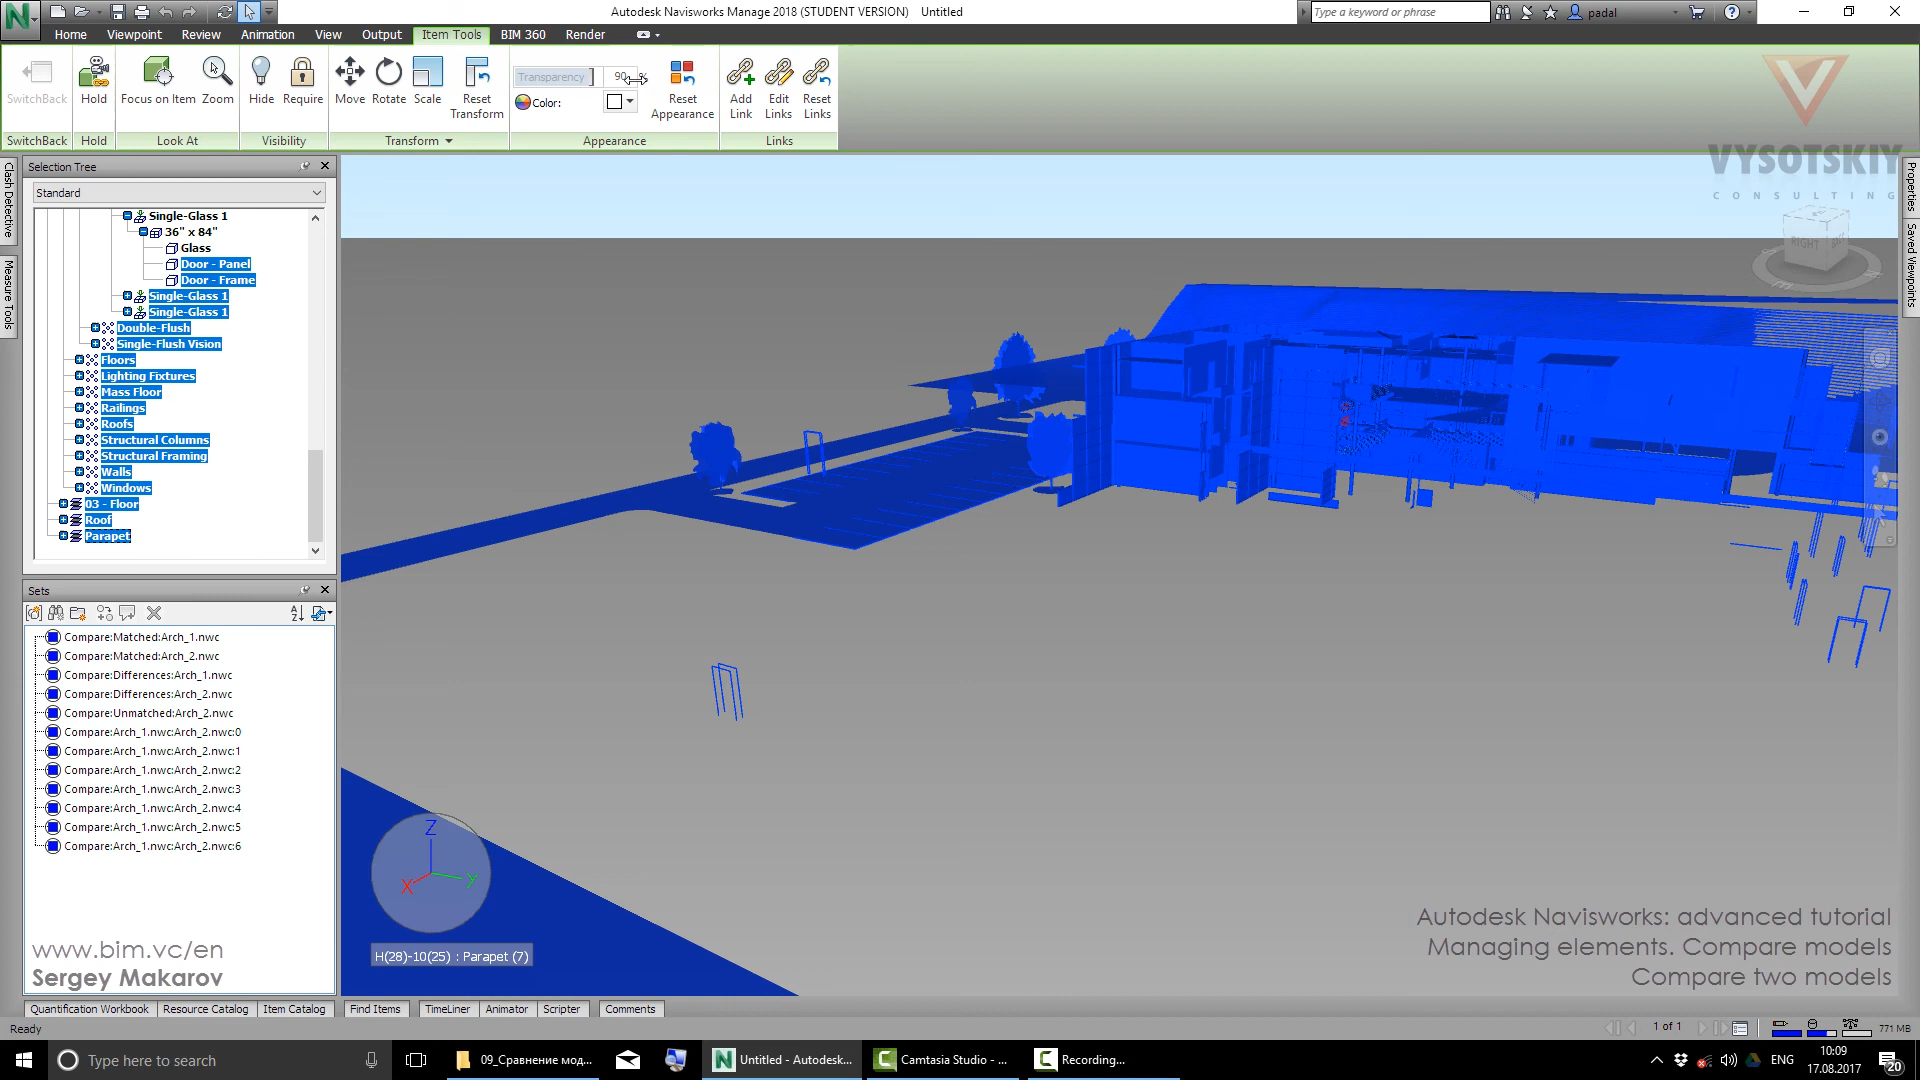 Autodesk Navisworks Manage 2018 (STUDENT VERSION) Untitled
Type a keyword or phrase
padal
Home Viewpoint Review Animation View Output Item Tools BIM 360 Render
SwitchBack Hold Focus on Item Zoom Hide Require Move Rotate Scale Reset Transform
Transparency 90 %
Color:
Reset Appearance
Add Link Edit Links Reset Links
SwitchBack Hold Look At Visibility Transform Appearance Links
VYSOTSKIY
CONSULTING
Clash Detective
Measure Tools
Properties
Saved Viewpoints
RIGHT
Selection Tree
Standard
Single-Glass 1
36" x 84"
Glass
Door - Panel
Door - Frame
Single-Glass 1
Single-Glass 1
Double-Flush
Single-Flush Vision
Floors
Lighting Fixtures
Mass Floor
Railings
Roofs
Structural Columns
Structural Framing
Walls
Windows
03 - Floor
Roof
Parapet
Sets
Compare:Matched:Arch_1.nwc
Compare:Matched:Arch_2.nwc
Compare:Differences:Arch_1.nwc
Compare:Differences:Arch_2.nwc
Compare:Unmatched:Arch_2.nwc
Compare:Arch_1.nwc:Arch_2.nwc:0
Compare:Arch_1.nwc:Arch_2.nwc:1
Compare:Arch_1.nwc:Arch_2.nwc:2
Compare:Arch_1.nwc:Arch_2.nwc:3
Compare:Arch_1.nwc:Arch_2.nwc:4
Compare:Arch_1.nwc:Arch_2.nwc:5
Compare:Arch_1.nwc:Arch_2.nwc:6
www.bim.vc/en
Sergey Makarov
Z
X Y
H(28)-10(25) : Parapet (7)
Autodesk Navisworks: advanced tutorial
Managing elements. Compare models
Compare two models
Quantification Workbook Resource Catalog Item Catalog Find Items TimeLiner Animator Scripter Comments
Ready
1 of 1
771 MB
Type here to search
09_Сравнение мод...
Untitled - Autodesk...
Camtasia Studio - ...
Recording...
ENG
10:09
17.08.2017
20